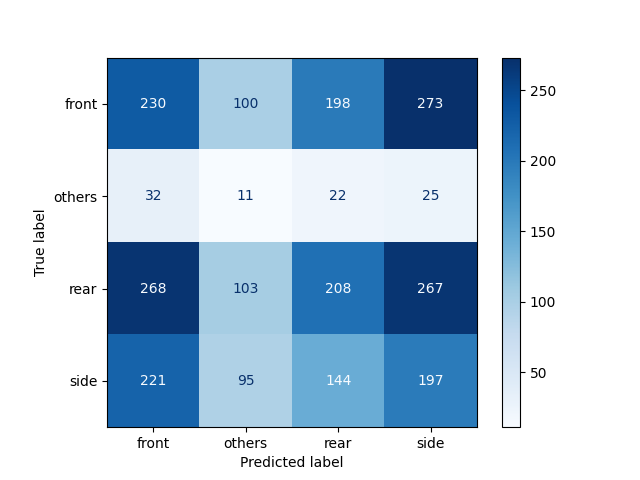 front 230 100 198 273
others 32 11 22 25
rear 268 103 208 267
side 221 95 144 197
front others rear side
Predicted label
True label
250
200
150
100
50